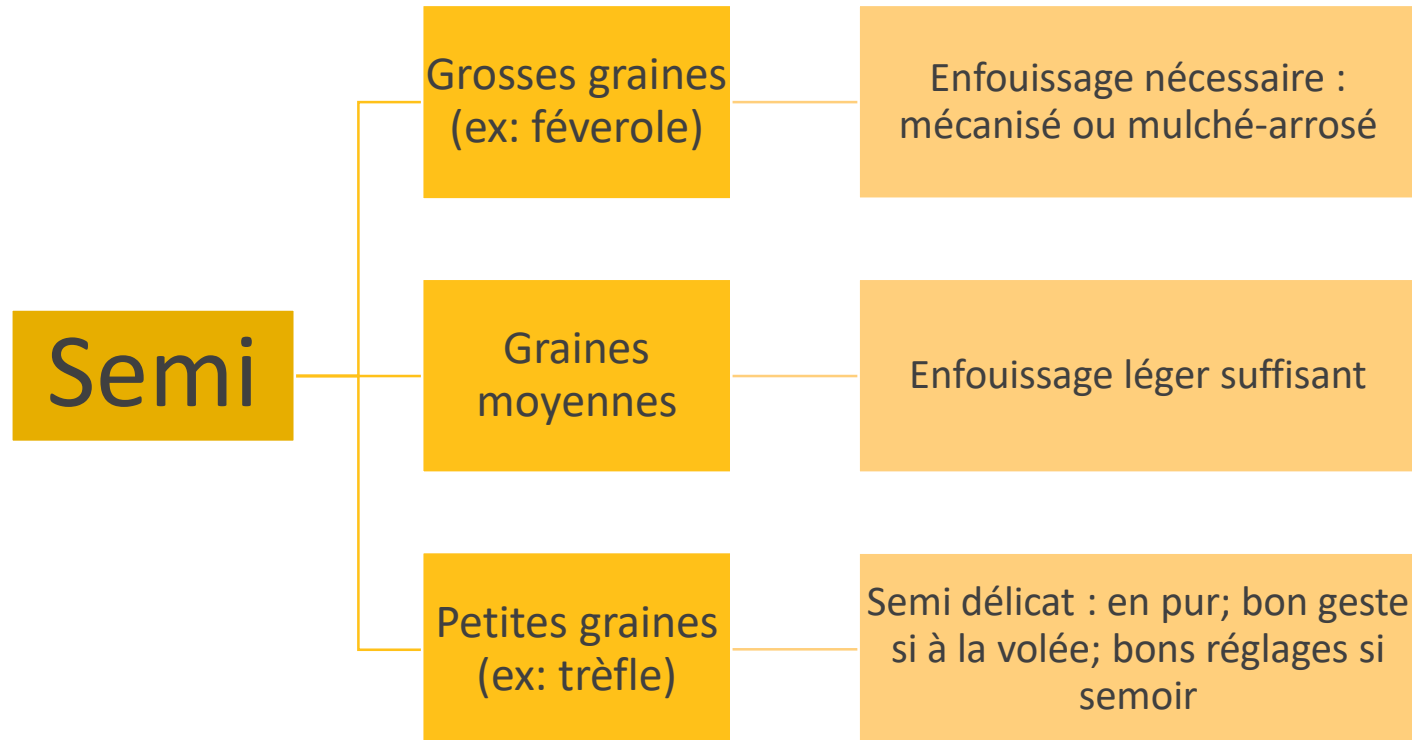 Semi
Grosses graines
(ex: féverole)
Enfouissage nécessaire :
mécanisé ou mulché-arrosé
Graines
moyennes
Enfouissage léger suffisant
Petites graines
(ex: trèfle)
Semi délicat : en pur; bon geste
si à la volée; bons réglages si
semoir